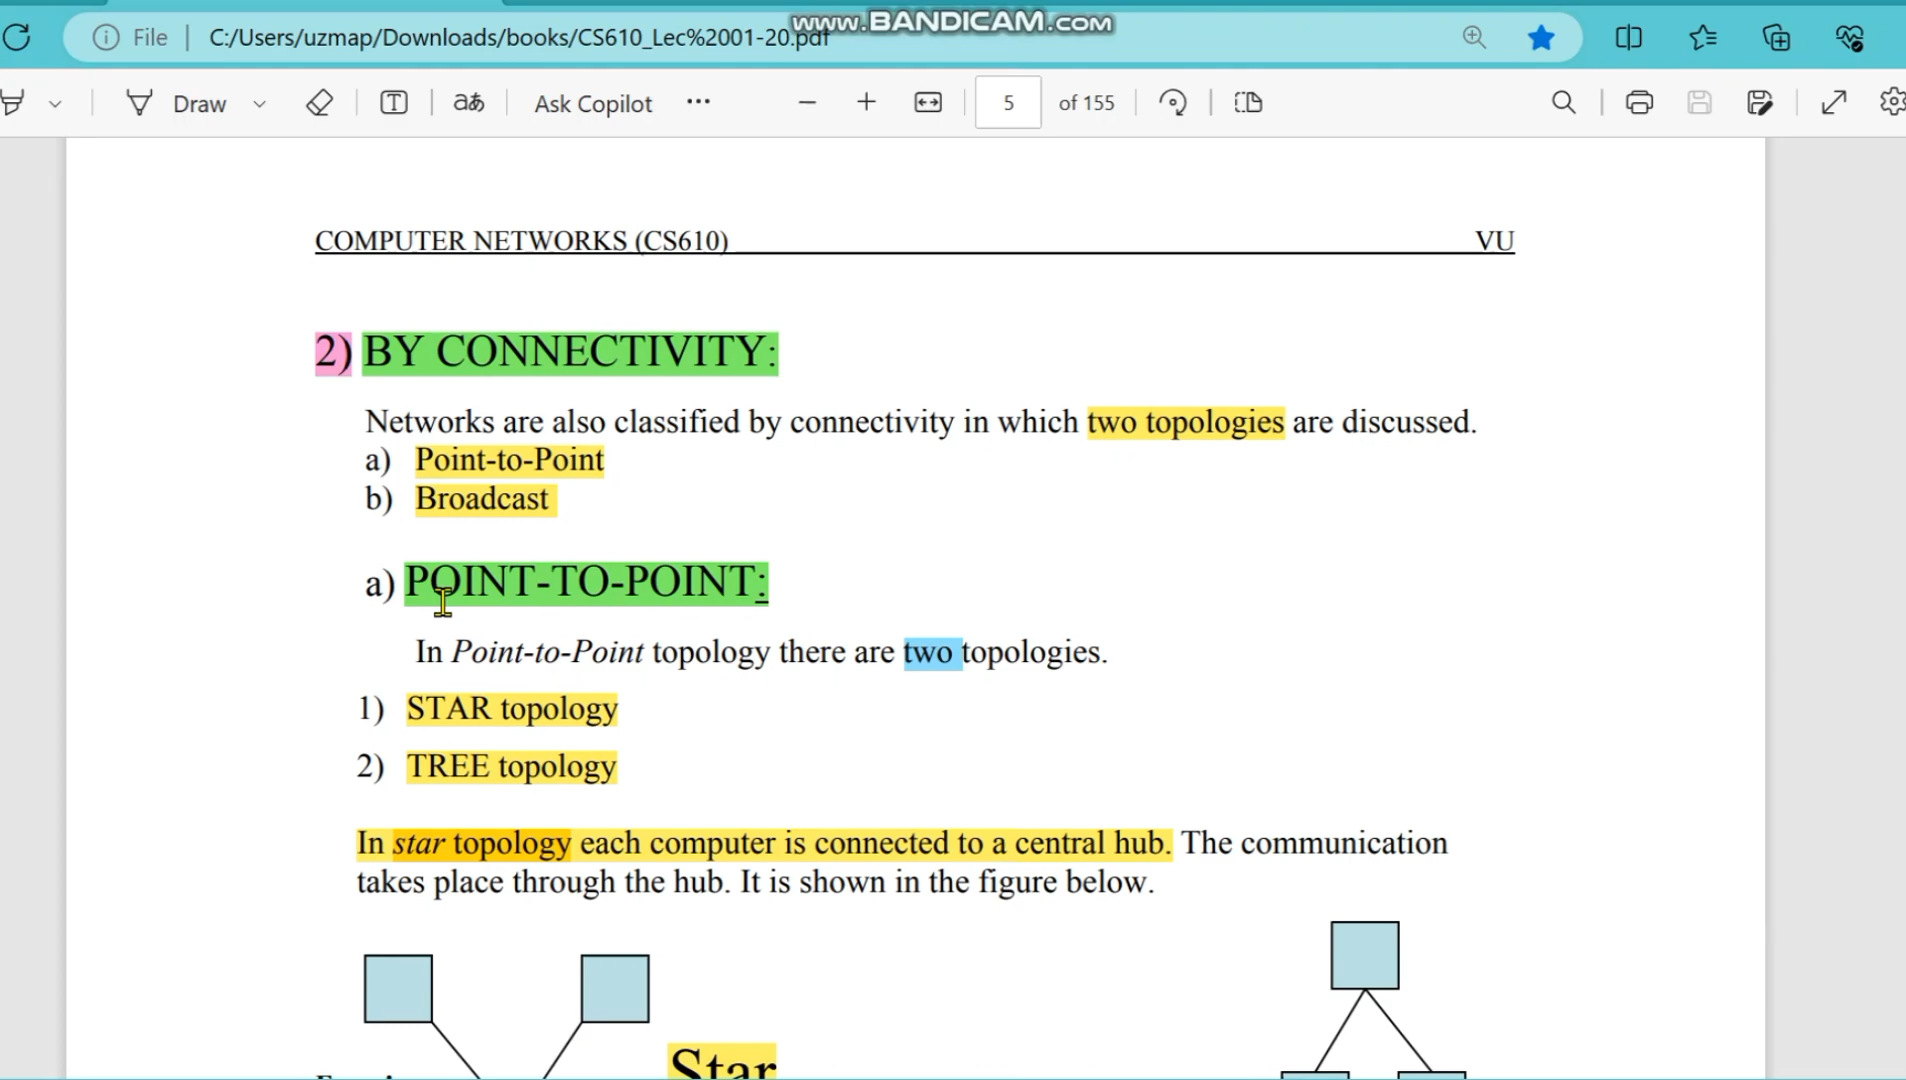 www.BANDICAM.com
File
C:/Users/uzmap/Downloads/books/CS610_Lec%2001-20.pdf
Draw
aあ
Ask Copilot
5
of 155
COMPUTER NETWORKS (CS610)
VU
2) BY CONNECTIVITY:
Networks are also classified by connectivity in which two topologies are discussed.
a) Point-to-Point
b) Broadcast
a) POINT-TO-POINT:
In Point-to-Point topology there are two topologies.
1) STAR topology
2) TREE topology
In star topology each computer is connected to a central hub. The communication
takes place through the hub. It is shown in the figure below.
Star